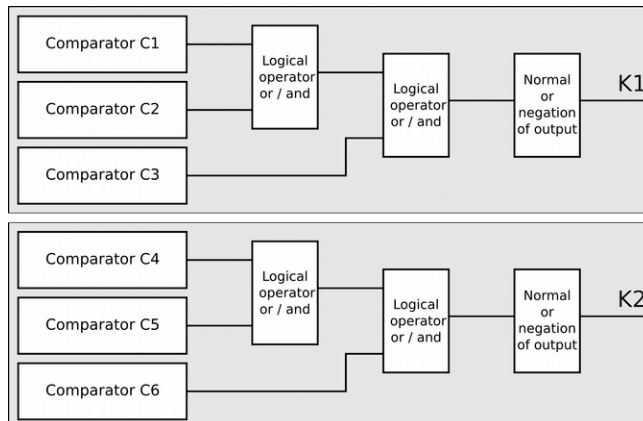 Comparator C1
Comparator C2
Comparator C3
Logical
operator
or / and
Logical
operator
or / and
Normal
or
negation
of output
K1
Comparator C4
Comparator C5
Comparator C6
Logical
operator
or / and
Logical
operator
or / and
Normal
or
negation
of output
K2